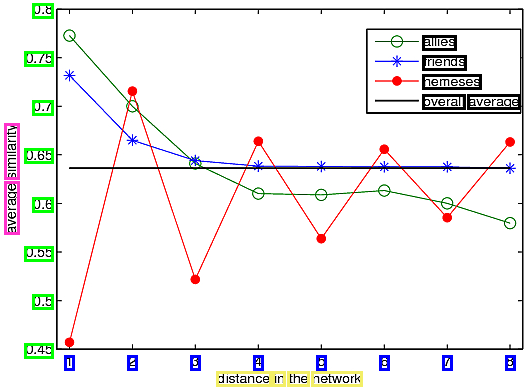 0.8
0.75
0.7
0.65
0.6
0.55
0.5
0.45
average similarity
allies
friends
nemeses
overall average
1 2 3 4 5 6 7 8
distance in the network